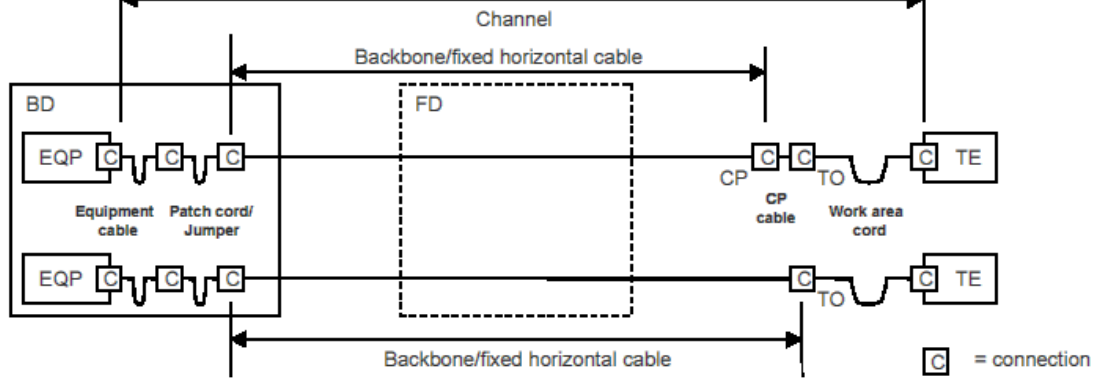 Channel
Backbone/fixed horizontal cable
BD
FD
EQP C C C C C C TE
CP TO
Equipment cable
Patch cord/ Jumper
CP cable
Work area cord
EQP C C C C C TE
TO
Backbone/fixed horizontal cable
C = connection